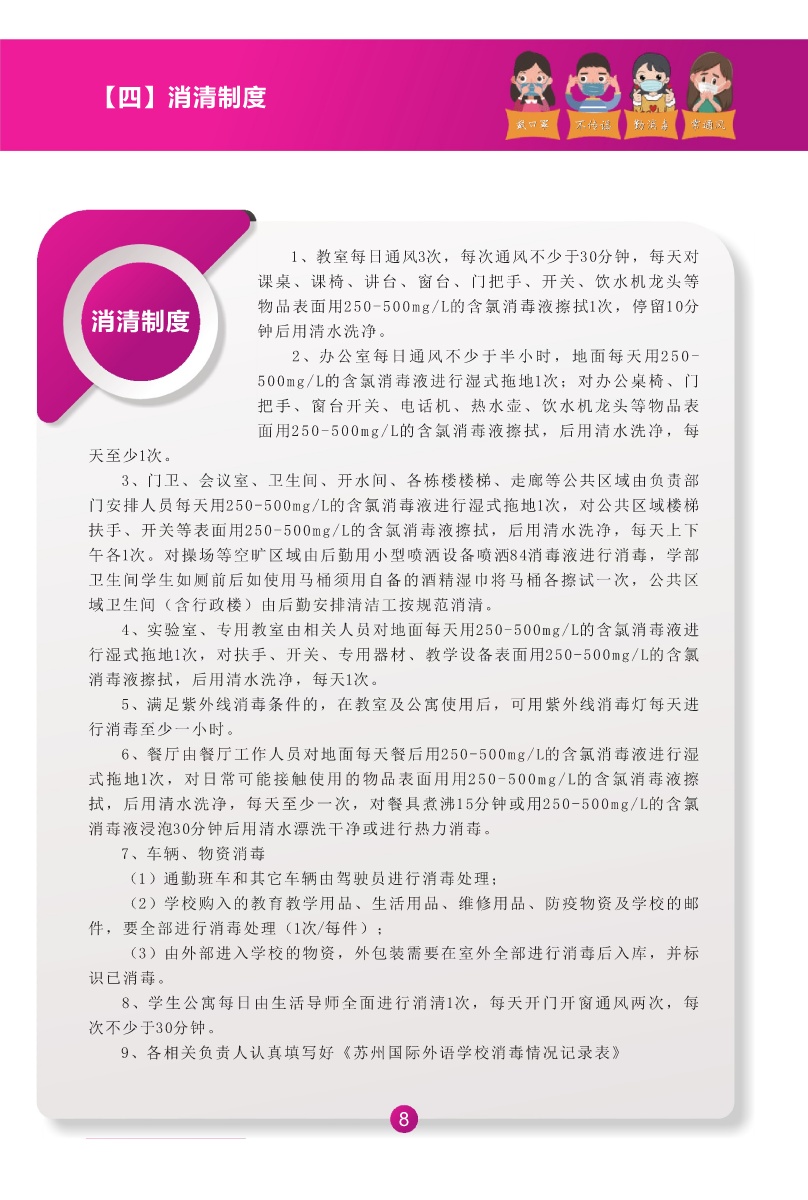 【四】消清制度
戴口罩 不传谣 勤消毒 常通风
消清制度
1、教室每日通风3次，每次通风不少于30分钟，每天对
课桌、课椅、讲台、窗台、门把手、开关、饮水机龙头等
物品表面用250-500mg/L的含氯消毒液擦拭1次，停留10分
钟后用清水洗净。
2、办公室每日通风不少于半小时，地面每天用250-
500mg/L的含氯消毒液进行湿式拖地1次；对办公桌椅、门
把手、窗台开关、电话机、热水壶、饮水机龙头等物品表
面用250-500mg/L的含氯消毒液擦拭，后用清水洗净，每
天至少1次。
3、门卫、会议室、卫生间、开水间、各栋楼楼梯、走廊等公共区域由负责部
门安排人员每天用250-500mg/L的含氯消毒液进行湿式拖地1次，对公共区域楼梯
扶手、开关等表面用250-500mg/L的含氯消毒液擦拭，后用清水洗净，每天上下
午各1次。对操场等空旷区域由后勤用小型喷洒设备喷洒84消毒液进行消毒，学部
卫生间学生如厕前后如使用马桶须用自备的酒精湿巾将马桶各擦试一次，公共区
域卫生间（含行政楼）由后勤安排清洁工按规范消清。
4、实验室、专用教室由相关人员对地面每天用250-500mg/L的含氯消毒液进
行湿式拖地1次，对扶手、开关、专用器材、教学设备表面用250-500mg/L的含氯
消毒液擦拭，后用清水洗净，每天1次。
5、满足紫外线消毒条件的，在教室及公寓使用后，可用紫外线消毒灯每天进
行消毒至少一小时。
6、餐厅由餐厅工作人员对地面每天餐后用250-500mg/L的含氯消毒液进行湿
式拖地1次，对日常可能接触使用的物品表面用用250-500mg/L的含氯消毒液擦
拭，后用清水洗净，每天至少一次，对餐具煮沸15分钟或用250-500mg/L的含氯
消毒液浸泡30分钟后用清水漂洗干净或进行热力消毒。
7、车辆、物资消毒
（1）通勤班车和其它车辆由驾驶员进行消毒处理；
（2）学校购入的教育教学用品、生活用品、维修用品、防疫物资及学校的邮
件，要全部进行消毒处理（1次/每件）；
（3）由外部进入学校的物资，外包装需要在室外全部进行消毒后入库，并标
识已消毒。
8、学生公寓每日由生活导师全面进行消清1次，每天开门开窗通风两次，每
次不少于30分钟。
9、各相关负责人认真填写好《苏州国际外语学校消毒情况记录表》
8